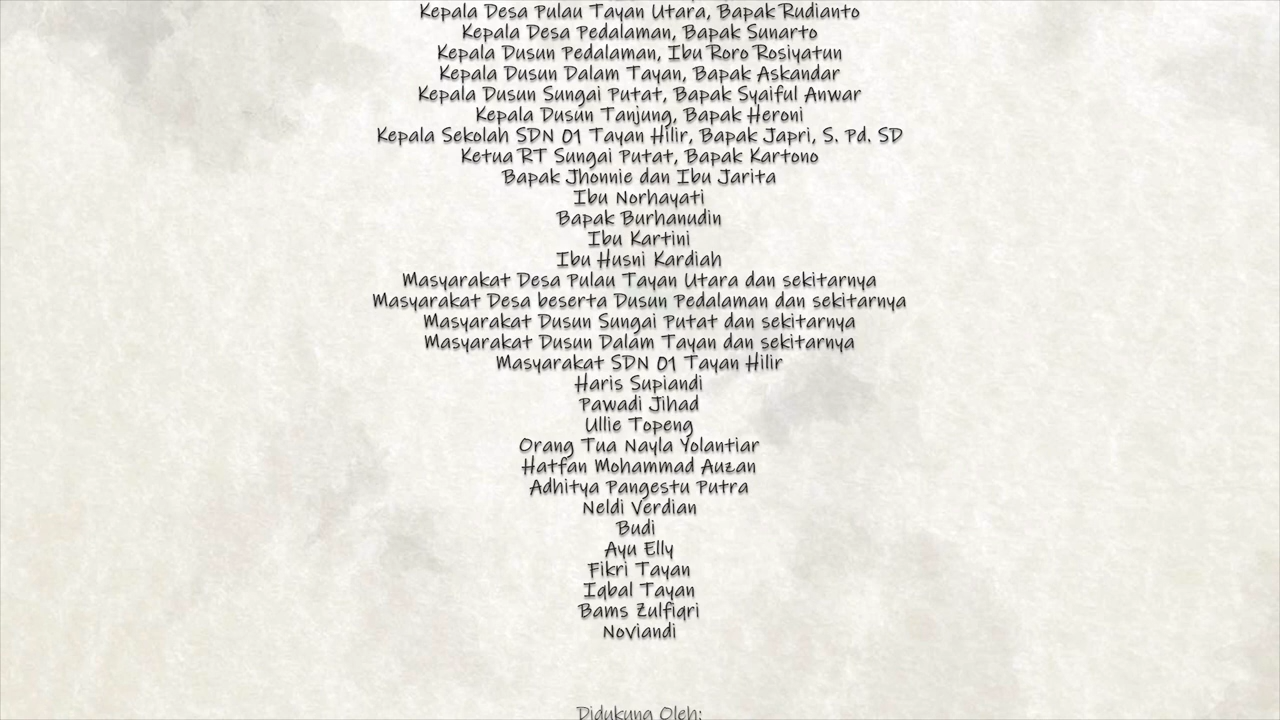 Kepala Desa Pulau Tayan Utara, Bapak Rudianto
Kepala Desa Pedalaman, Bapak Sunarto
Kepala Dusun Pedalaman, Ibu Roro Rosiyatun
Kepala Dusun Dalam Tayan, Bapak Askandar
Kepala Dusun Sungai Putat, Bapak Syaiful Anwar
Kepala Dusun Tanjung, Bapak Heroni
Kepala Sekolah SDN 01 Tayan Hilir, Bapak Japri, S. Pd. SD
Ketua RT Sungai Putat, Bapak Kartono
Bapak Jhonnie dan Ibu Jarita
Ibu Norhayati
Bapak Burhanudin
Ibu Kartini
Ibu Husni Kardiah
Masyarakat Desa Pulau Tayan Utara dan sekitarnya
Masyarakat Desa beserta Dusun Pedalaman dan sekitarnya
Masyarakat Dusun Sungai Putat dan sekitarnya
Masyarakat Dusun Dalam Tayan dan sekitarnya
Masyarakat SDN 01 Tayan Hilir
Haris Supiandi
Pawadi Jihad
Ullie Topeng
Orang Tua Nayla Yolantiar
Hatfan Mohammad Auzan
Adhitya Pangestu Putra
Neldi Verdian
Budi
Ayu Elly
Fikri Tayan
Iqbal Tayan
Bams Zulfiqri
Noviandi
Didukung Oleh: